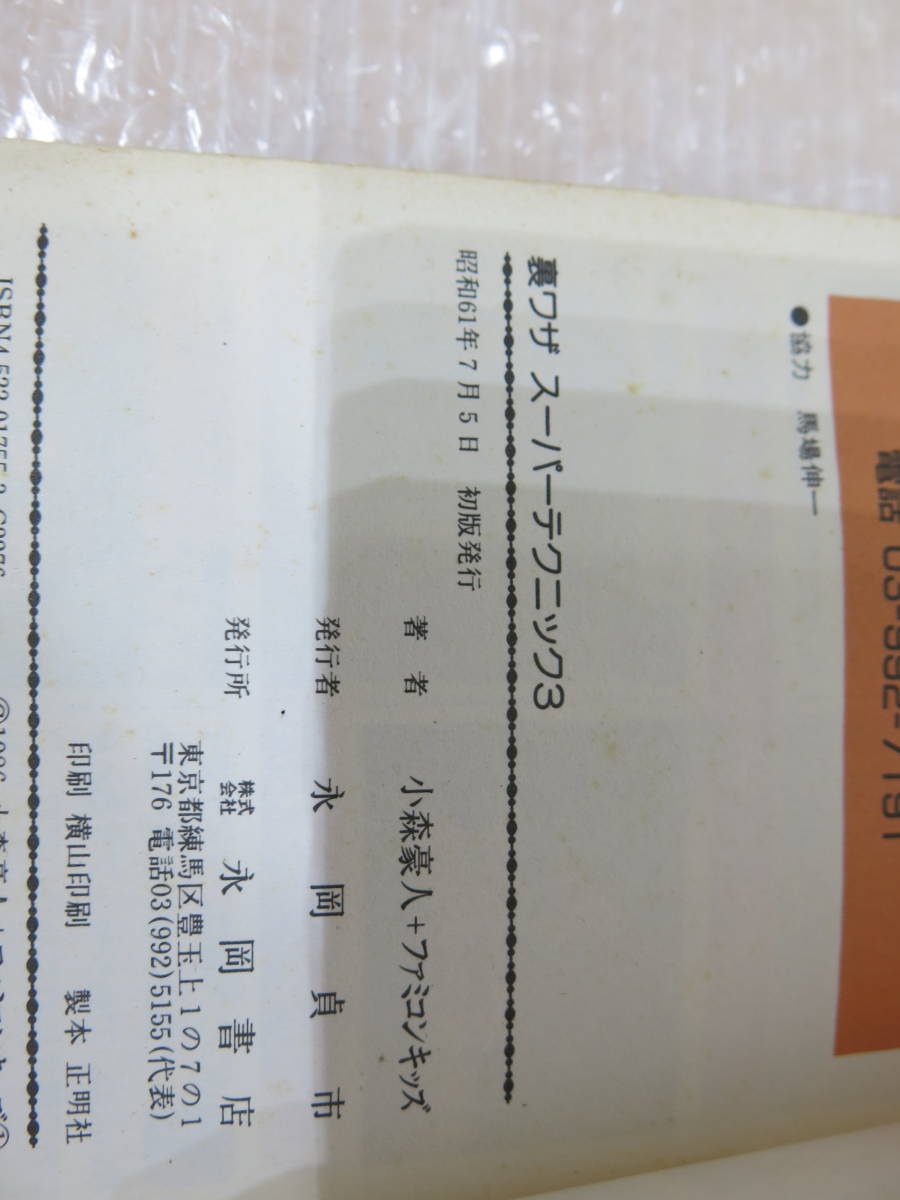 電話 03-992-7191
●協力 馬場伸一
裏ワザ スーパーテクニック3
昭和61年7月5日 初版発行
著者 小森豪人+ファミコンキッズ
発行者 永岡貞市
発行所 株式会社 永岡書店
東京都練馬区豊玉上1の7の1
〒176 電話03(992)5155(代表)
印刷 横山印刷 製本 正明社